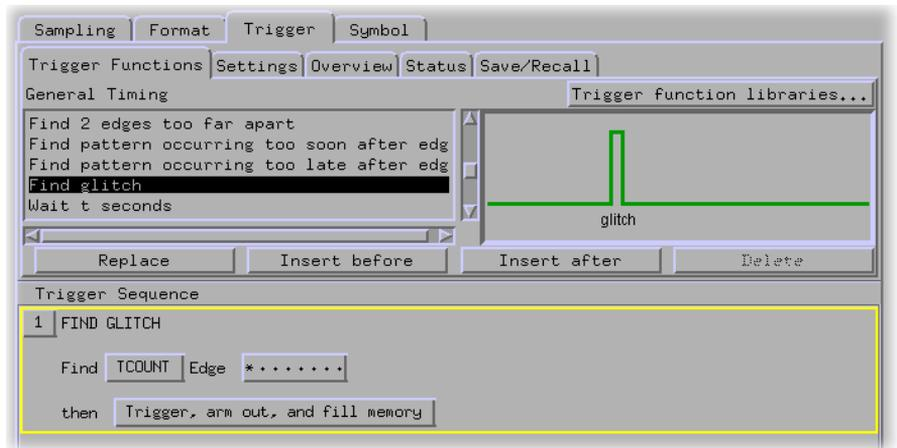 Sampling Format Trigger Symbol
Trigger Functions Settings Overview Status Save/Recall
General Timing Trigger function libraries...
Find 2 edges too far apart
Find pattern occurring too soon after edg
Find pattern occurring too late after edg
Find glitch
Wait t seconds
glitch
Replace Insert before Insert after Delete
Trigger Sequence
1 FIND GLITCH
Find TCOUNT Edge *·······
then Trigger, arm out, and fill memory